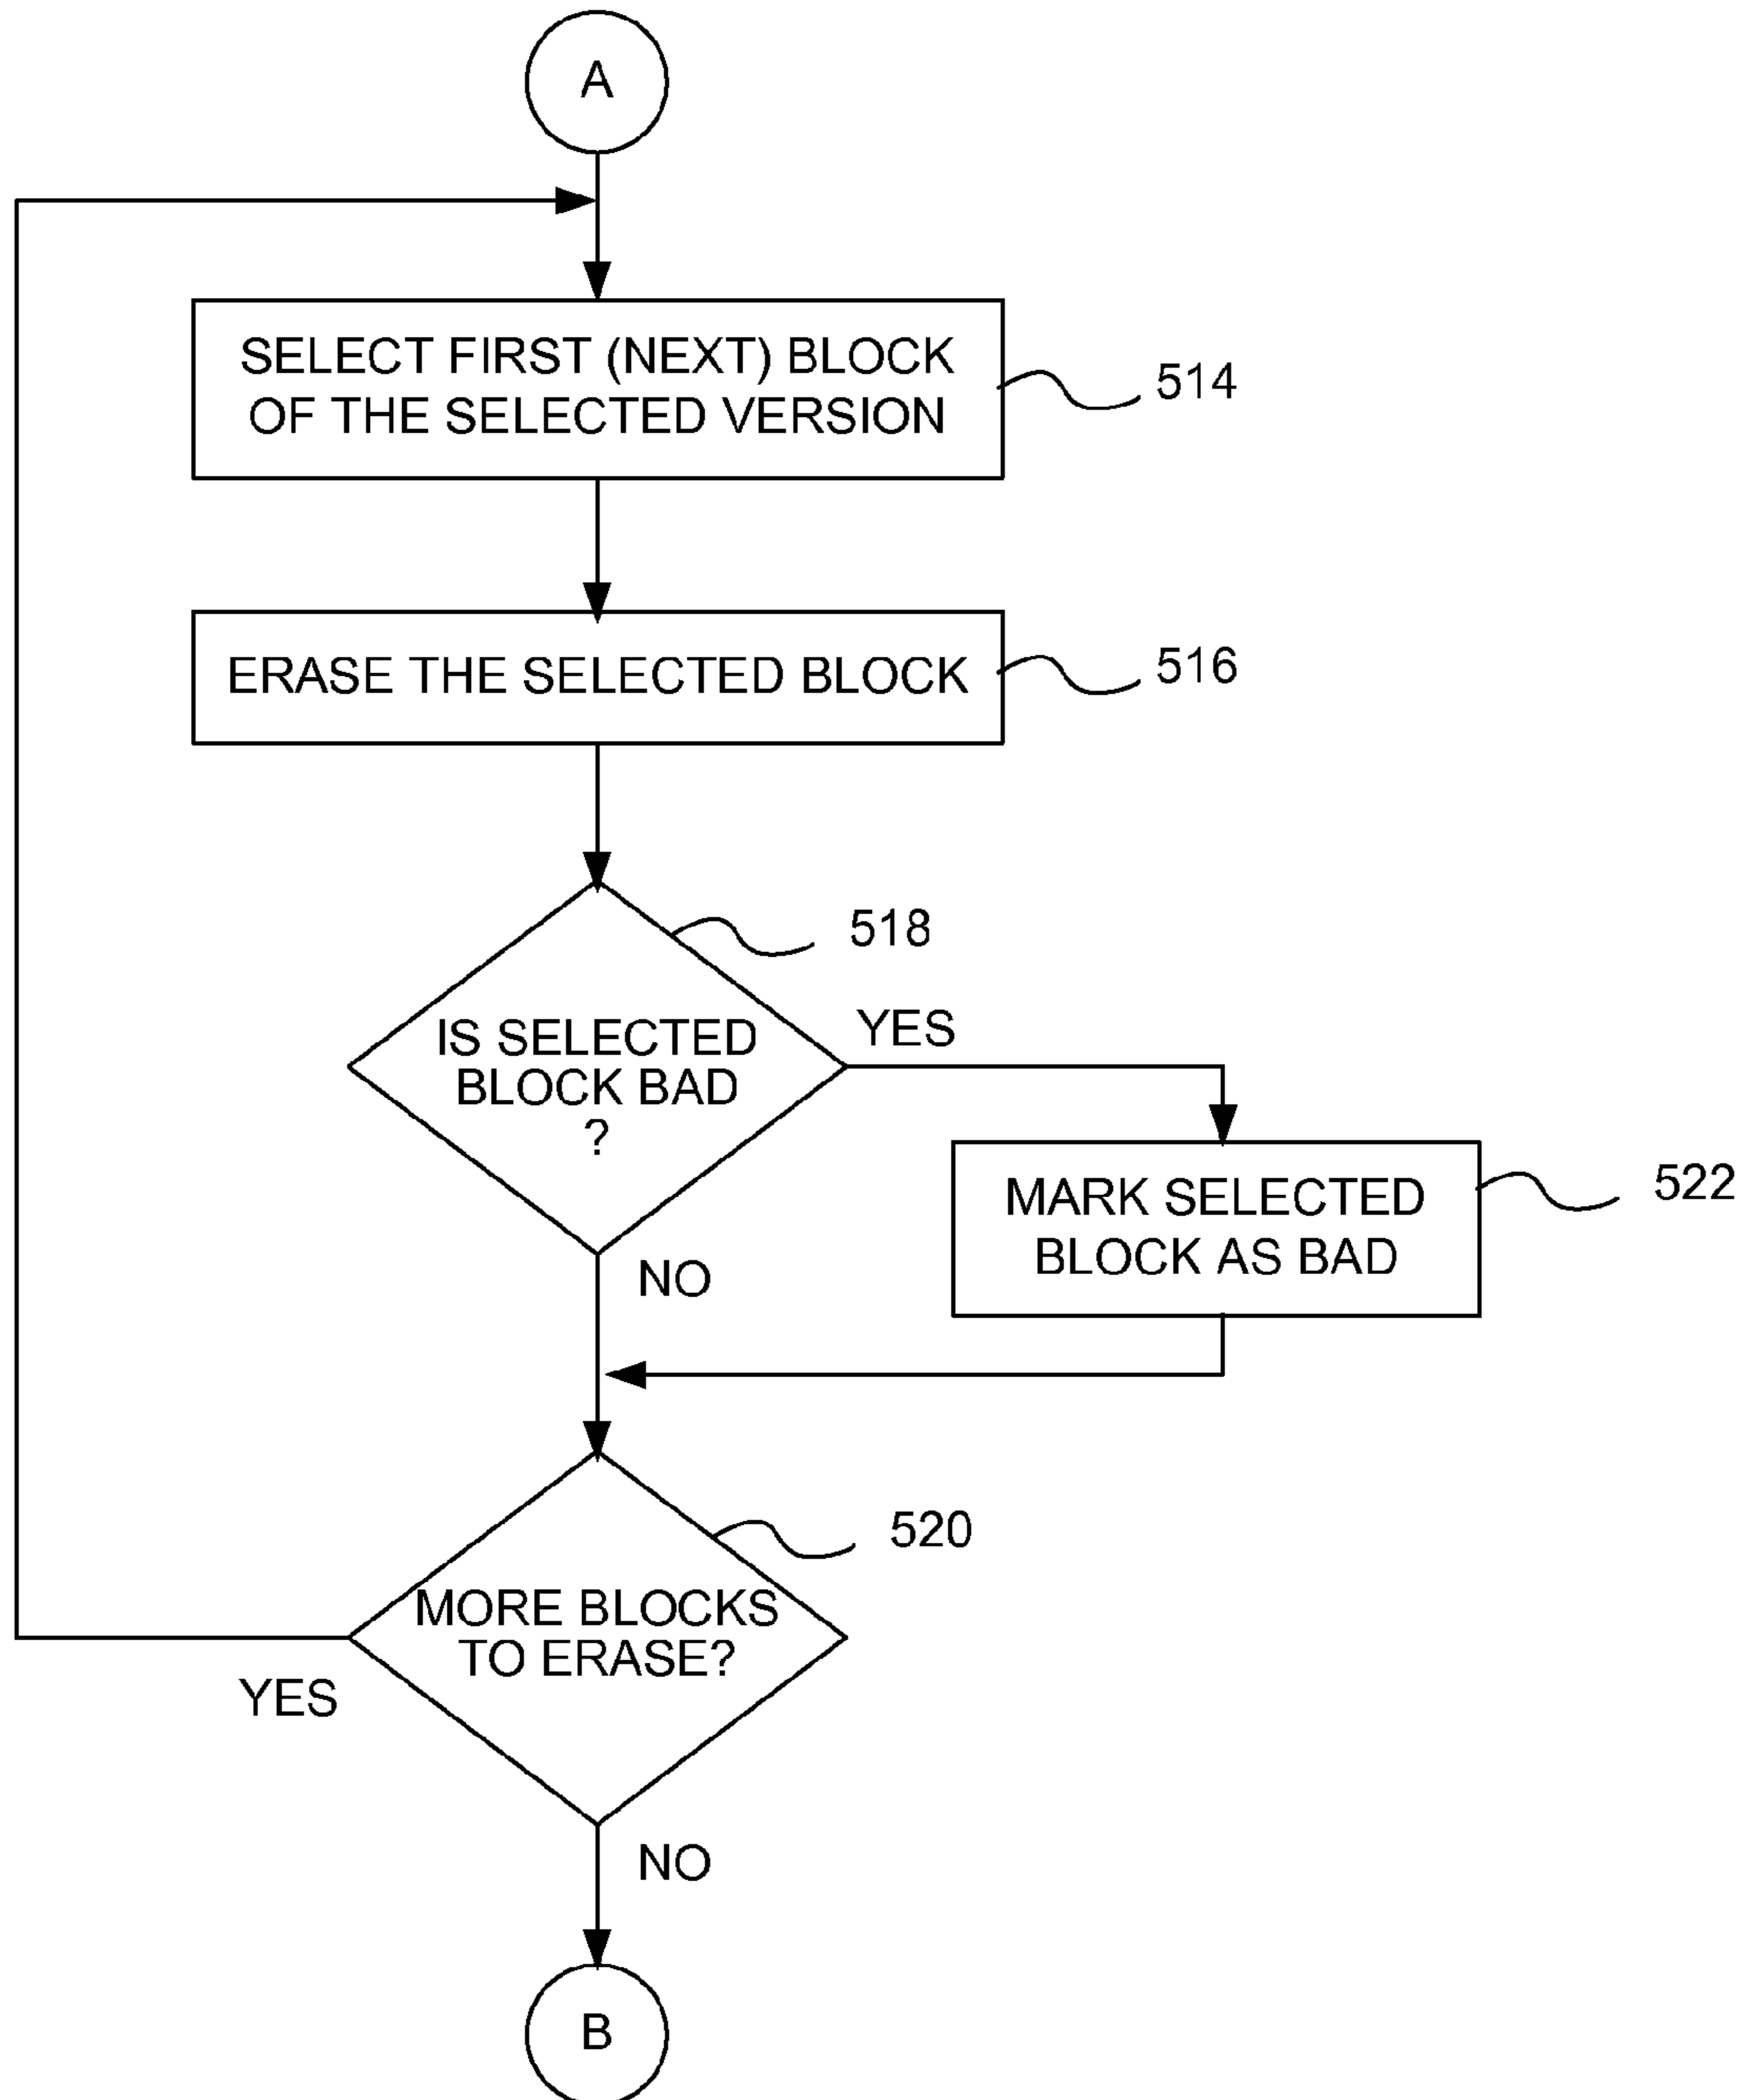 A
SELECT FIRST (NEXT) BLOCK
OF THE SELECTED VERSION
514
ERASE THE SELECTED BLOCK
516
518
IS SELECTED
BLOCK BAD
?
YES
MARK SELECTED
BLOCK AS BAD
522
NO
520
MORE BLOCKS
TO ERASE?
YES
NO
B